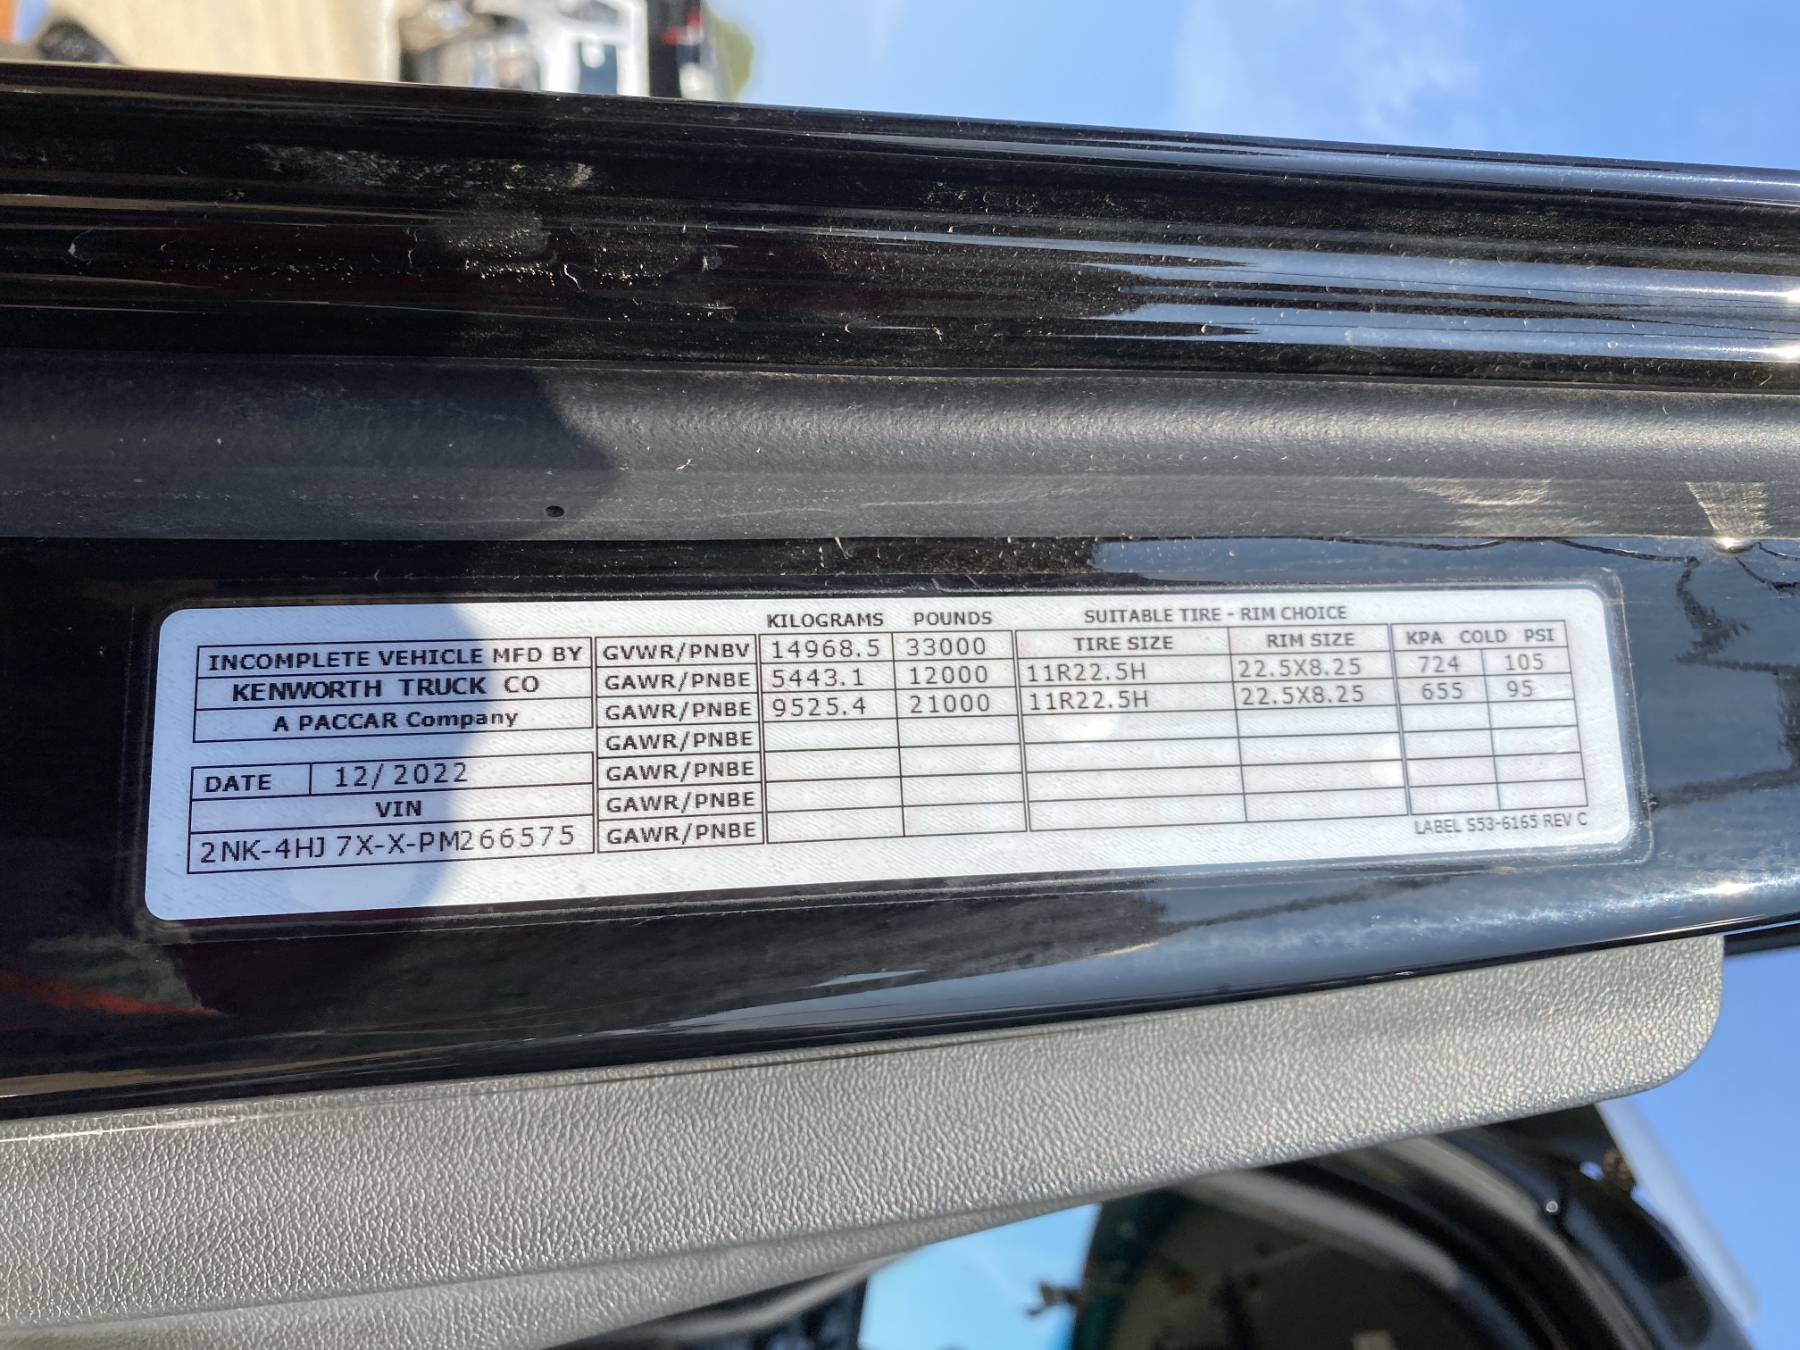 KILOGRAMS POUNDS SUITABLE TIRE - RIM CHOICE
INCOMPLETE VEHICLE MFD BY GVWR/PNBV 14968.5 33000 TIRE SIZE RIM SIZE KPA COLD PSI
KENWORTH TRUCK CO GAWR/PNBE 5443.1 12000 11R22.5H 22.5X8.25 724 105
A PACCAR Company GAWR/PNBE 9525.4 21000 11R22.5H 22.5X8.25 655 95
GAWR/PNBE
DATE 12/2022 GAWR/PNBE
VIN GAWR/PNBE
2NK-4HJ7X-X-PM266575 GAWR/PNBE LABEL S53-6165 REV C